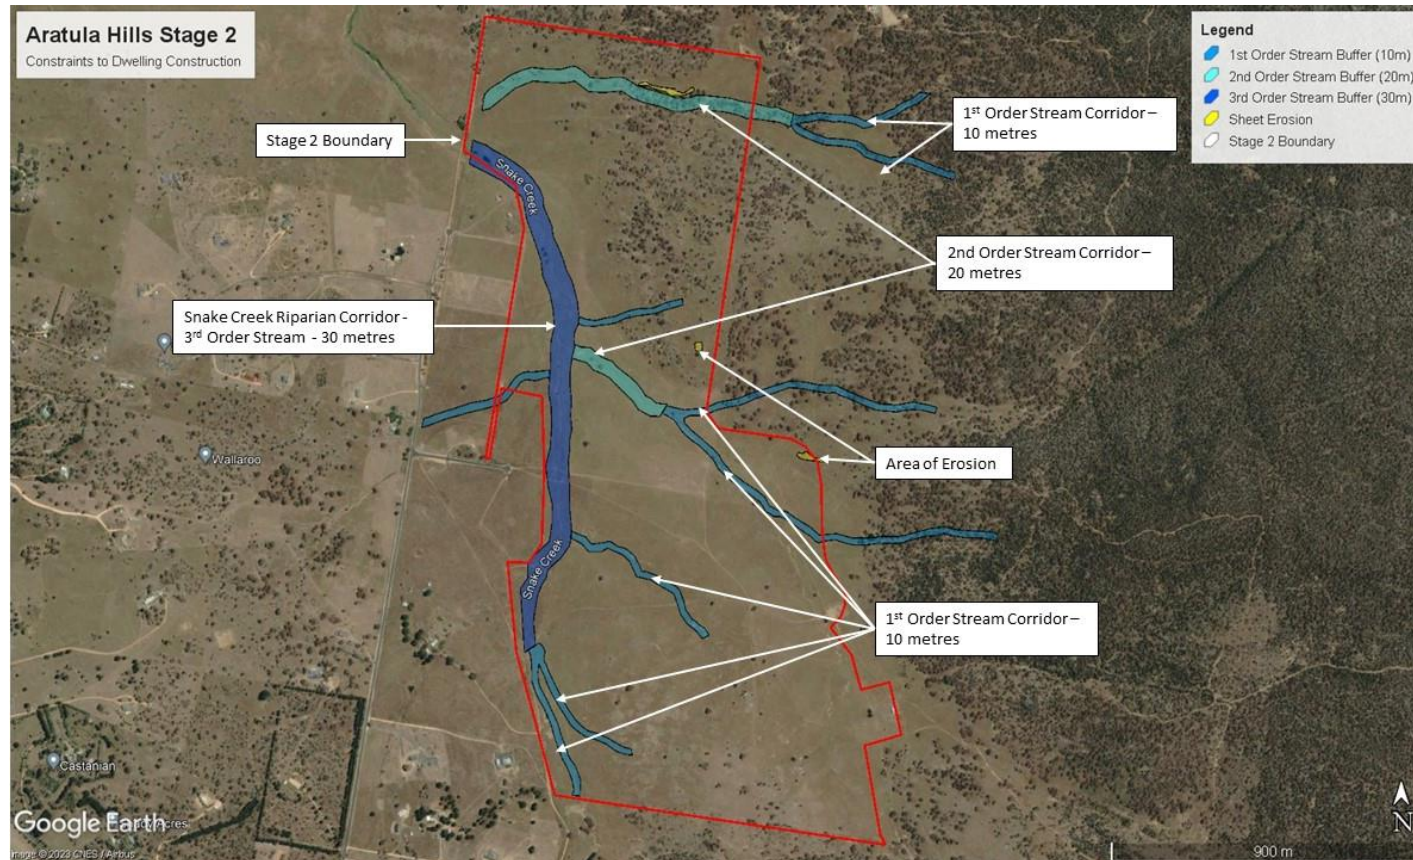 Aratula Hills Stage 2
Constraints to Dwelling Construction
Legend
1st Order Stream Buffer (10m)
2nd Order Stream Buffer (20m)
3rd Order Stream Buffer (30m)
Sheet Erosion
Stage 2 Boundary
1st Order Stream Corridor –
10 metres
Stage 2 Boundary
Snake Creek
2nd Order Stream Corridor –
20 metres
Snake Creek Riparian Corridor -
3rd Order Stream - 30 metres
Wallaroo
Area of Erosion
Snake Creek
1st Order Stream Corridor –
10 metres
Castanian
Google Earth
Acres
Image © 2023 CNES / Airbus
900 m
N